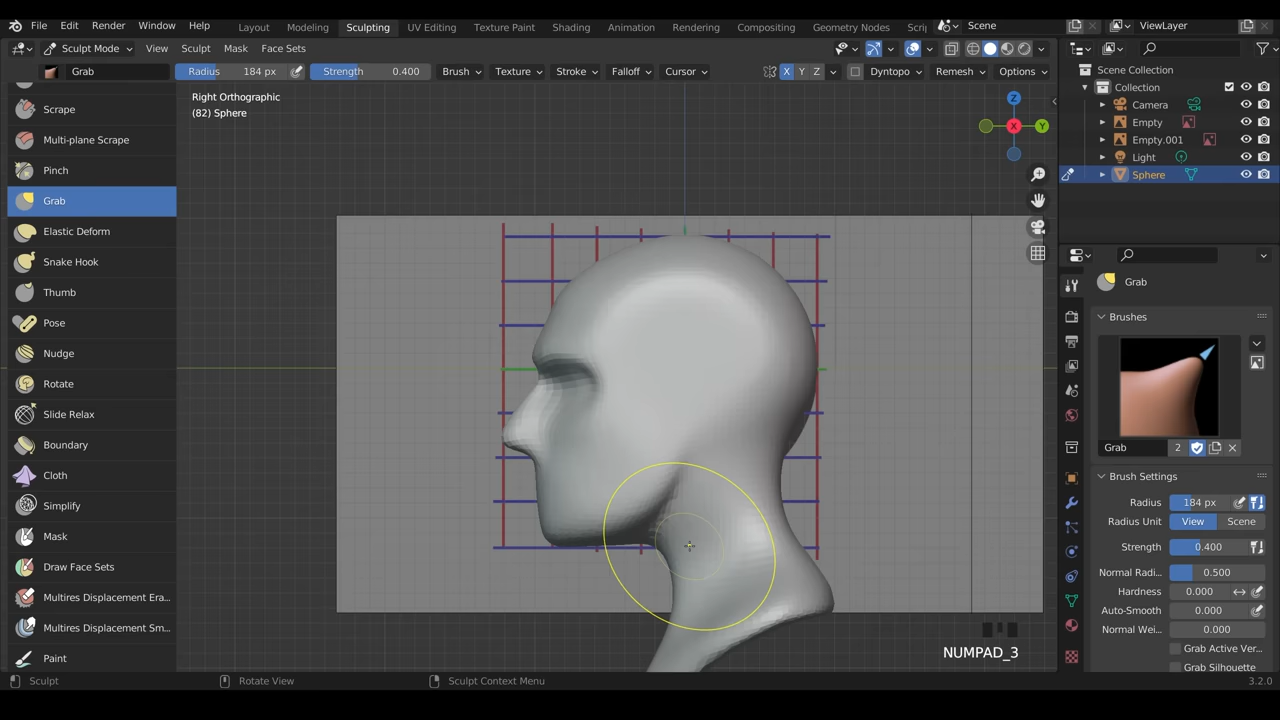 File Edit Render Window Help Layout Modeling Sculpting UV Editing Texture Paint Shading Animation Rendering Compositing Geometry Nodes Scri Scene ViewLayer
Sculpt Mode View Sculpt Mask Face Sets
Grab Radius 184 px Strength 0.400 Brush Texture Stroke Falloff Cursor X Y Z Dyntopo Remesh Options
Right Orthographic
(82) Sphere
Z
X
Y
Scrape
Multi-plane Scrape
Pinch
Grab
Elastic Deform
Snake Hook
Thumb
Pose
Nudge
Rotate
Slide Relax
Boundary
Cloth
Simplify
Mask
Draw Face Sets
Multires Displacement Era...
Multires Displacement Sm...
Paint
NUMPAD_3
Scene Collection
Collection
Camera
Empty
Empty.001
Light
Sphere
Grab
Brushes
Grab 2
Brush Settings
Radius 184 px
Radius Unit View Scene
Strength 0.400
Normal Radi... 0.500
Hardness 0.000
Auto-Smooth 0.000
Normal Wei... 0.000
Grab Active Ver...
Grab Silhouette
Sculpt Rotate View Sculpt Context Menu 3.2.0